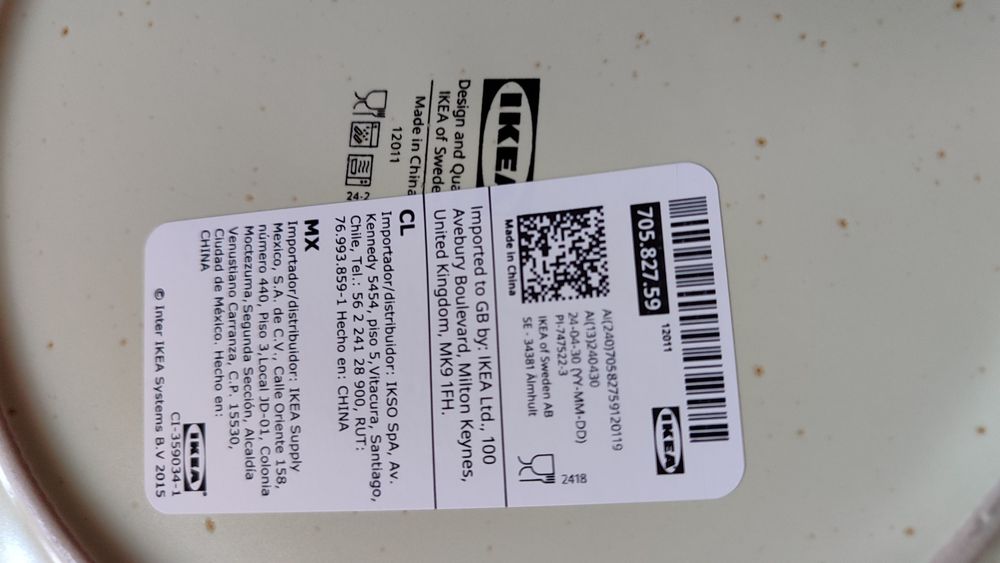 IKEA
Design and Qua
IKEA of Swede
Made in China
12011
24-2
705.827.59
12011
IKEA
Made in China
AI(240)70582759120119
AI(13)240430
24-04-30 (YY-MM-DD)
PI-747522-3
IKEA of Sweden AB
SE - 34381 Älmhult
2418
Imported to GB by: IKEA Ltd., 100
Avebury Boulevard, Milton Keynes,
United Kingdom, MK9 1FH.
CL
Importador/distribuidor: IKSO SpA, Av.
Kennedy 5454, piso 5,Vitacura, Santiago,
Chile, Tel.: 56 2 241 28 900, RUT:
76.993.859-1 Hecho en: CHINA
MX
Importador/distribuidor: IKEA Supply
Mexico, S.A. de C.V., Calle Oriente 158,
número 440, Piso 3,Local JD-01, Colonia
Moctezuma,Segunda Sección, Alcaldía
Venustiano Carranza, C.P. 15530,
Ciudad de México. Hecho en:
CHINA
IKEA
CI-359034-1
© Inter IKEA Systems B.V 2015